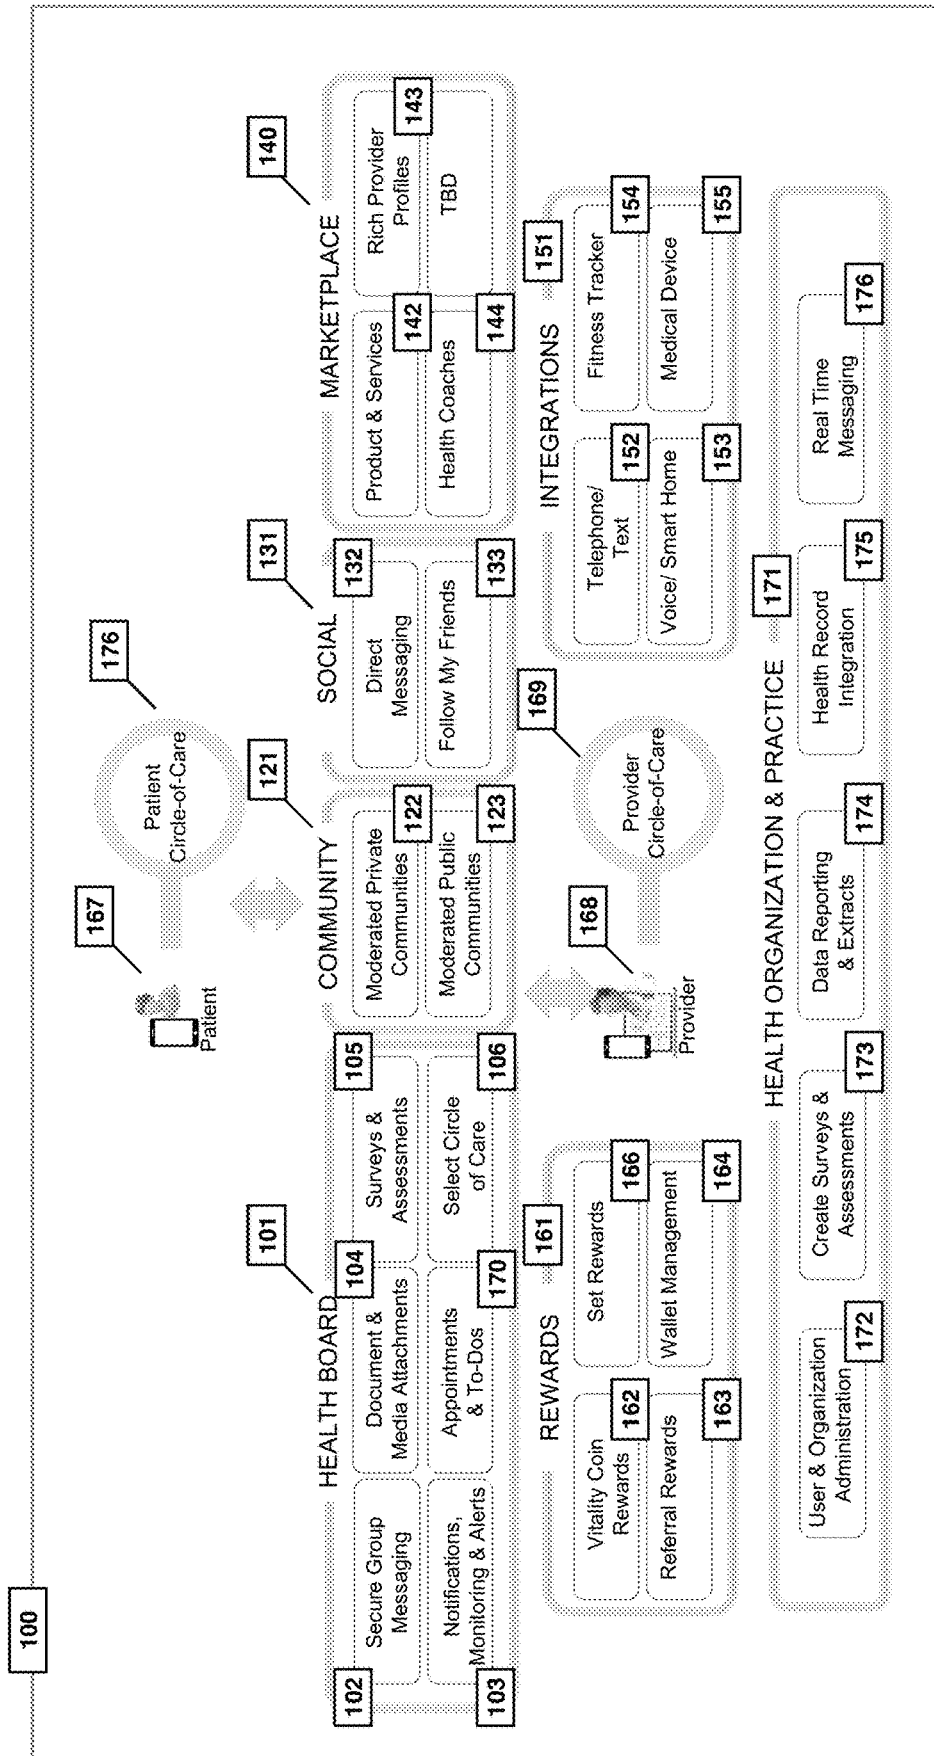 100
167
Patient
176
Patient
Circle-of-Care
101
HEALTH BOARD
102
Secure Group
Messaging
104
Document &
Media Attachments
105
Surveys &
Assessments
103
Notifications,
Monitoring & Alerts
170
Appointments
& To-Dos
106
Select Circle
of Care
121
COMMUNITY
122
Moderated Private
Communities
123
Moderated Public
Communities
131
SOCIAL
132
Direct
Messaging
133
Follow My Friends
140
MARKETPLACE
142
Product & Services
143
Rich Provider
Profiles
144
Health Coaches
TBD
161
REWARDS
162
Vitality Coin
Rewards
166
Set Rewards
163
Referral Rewards
164
Wallet Management
168
Provider
169
Provider
Circle-of-Care
151
INTEGRATIONS
152
Telephone/
Text
154
Fitness Tracker
153
Voice/ Smart Home
155
Medical Device
171
HEALTH ORGANIZATION & PRACTICE
172
User & Organization
Administration
173
Create Surveys &
Assessments
174
Data Reporting
& Extracts
175
Health Record
Integration
176
Real Time
Messaging